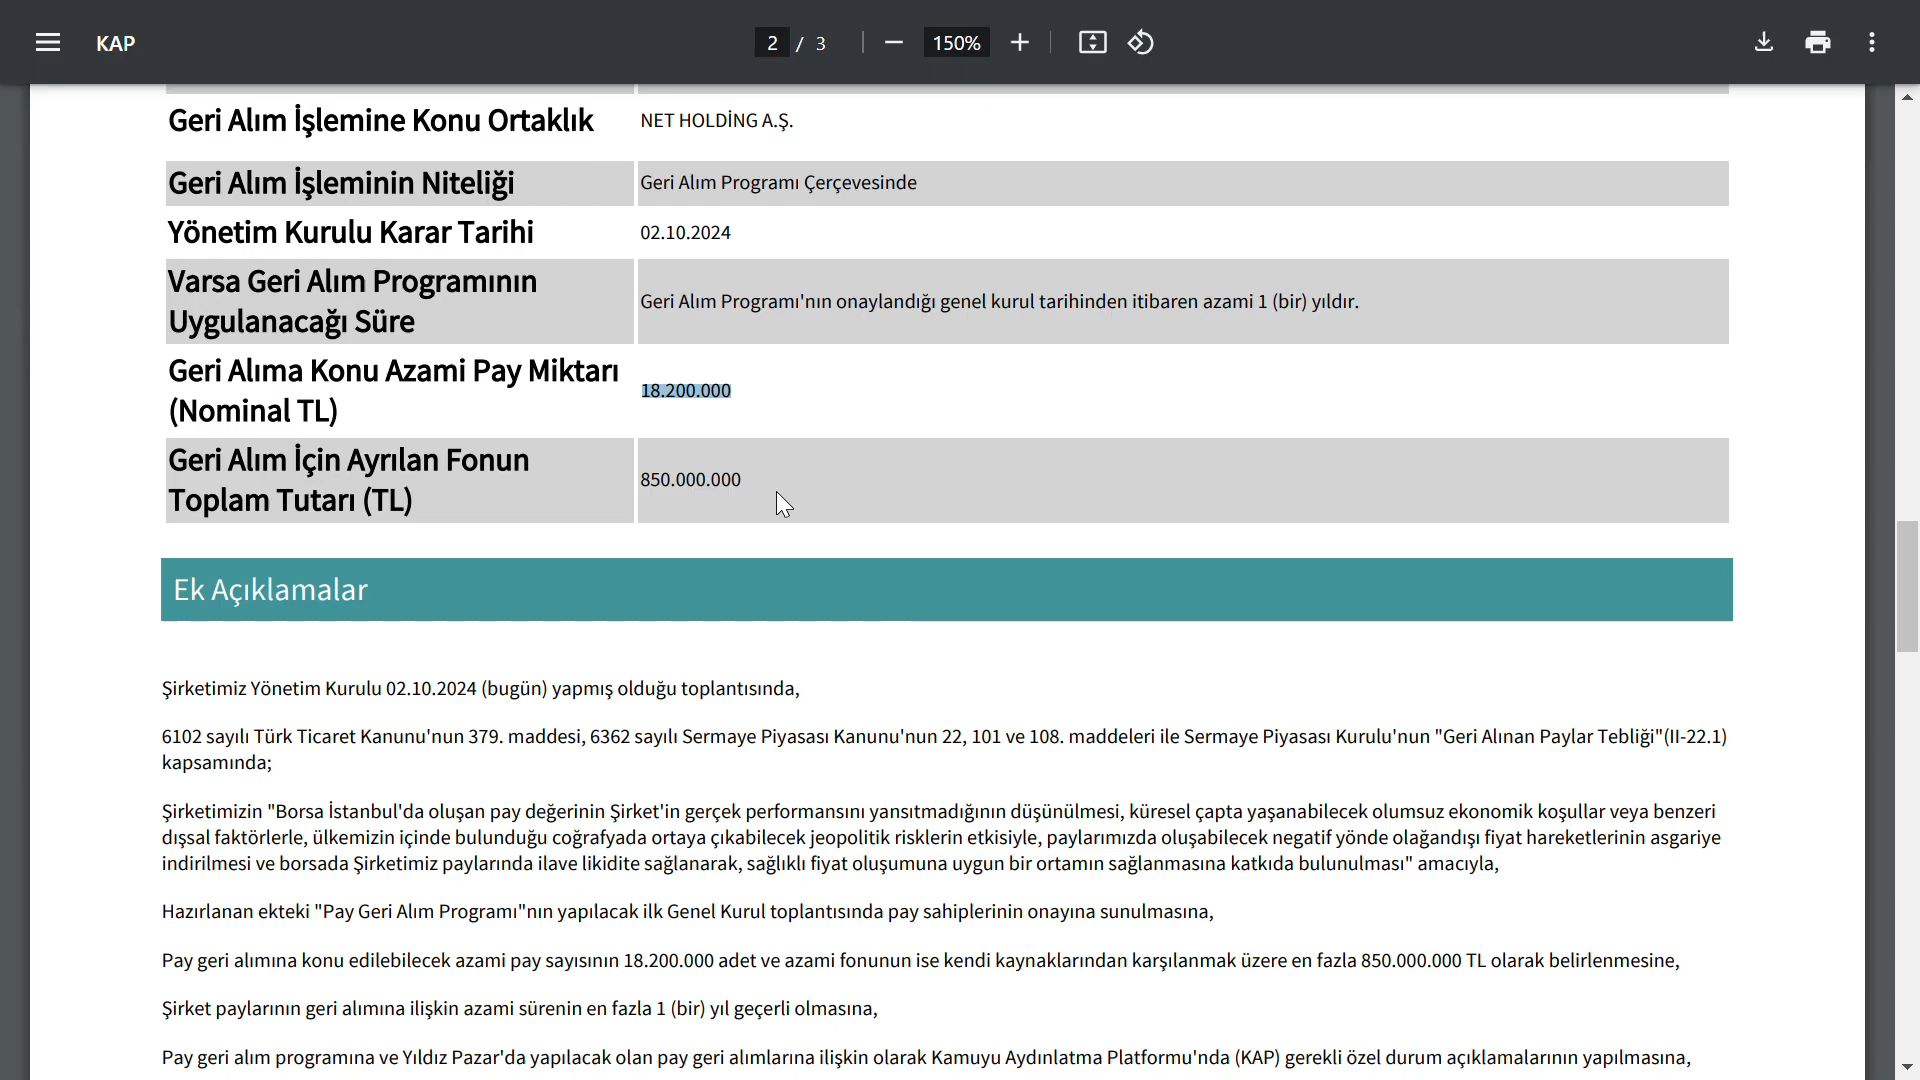 KAP
2 / 3
150%
Geri Alım İşlemine Konu Ortaklık
NET HOLDİNG A.Ş.
Geri Alım İşleminin Niteliği
Geri Alım Programı Çerçevesinde
Yönetim Kurulu Karar Tarihi
02.10.2024
Varsa Geri Alım Programının
Uygulanacağı Süre
Geri Alım Programı'nın onaylandığı genel kurul tarihinden itibaren azami 1 (bir) yıldır.
Geri Alıma Konu Azami Pay Miktarı
(Nominal TL)
18.200.000
Geri Alım İçin Ayrılan Fonun
Toplam Tutarı (TL)
850.000.000
Ek Açıklamalar
Şirketimiz Yönetim Kurulu 02.10.2024 (bugün) yapmış olduğu toplantısında,
6102 sayılı Türk Ticaret Kanunu'nun 379. maddesi, 6362 sayılı Sermaye Piyasası Kanunu'nun 22, 101 ve 108. maddeleri ile Sermaye Piyasası Kurulu'nun "Geri Alınan Paylar Tebliği"(II-22.1)
kapsamında;
Şirketimizin "Borsa İstanbul'da oluşan pay değerinin Şirket'in gerçek performansını yansıtmadığının düşünülmesi, küresel çapta yaşanabilecek olumsuz ekonomik koşullar veya benzeri
dışsal faktörlerle, ülkemizin içinde bulunduğu coğrafyada ortaya çıkabilecek jeopolitik risklerin etkisiyle, paylarımızda oluşabilecek negatif yönde olağandışı fiyat hareketlerinin asgariye
indirilmesi ve borsada Şirketimiz paylarında ilave likidite sağlanarak, sağlıklı fiyat oluşumuna uygun bir ortamın sağlanmasına katkıda bulunulması" amacıyla,
Hazırlanan ekteki "Pay Geri Alım Programı"nın yapılacak ilk Genel Kurul toplantısında pay sahiplerinin onayına sunulmasına,
Pay geri alımına konu edilebilecek azami pay sayısının 18.200.000 adet ve azami fonunun ise kendi kaynaklarından karşılanmak üzere en fazla 850.000.000 TL olarak belirlenmesine,
Şirket paylarının geri alımına ilişkin azami sürenin en fazla 1 (bir) yıl geçerli olmasına,
Pay geri alım programına ve Yıldız Pazar'da yapılacak olan pay geri alımlarına ilişkin olarak Kamuyu Aydınlatma Platformu'nda (KAP) gerekli özel durum açıklamalarının yapılmasına,